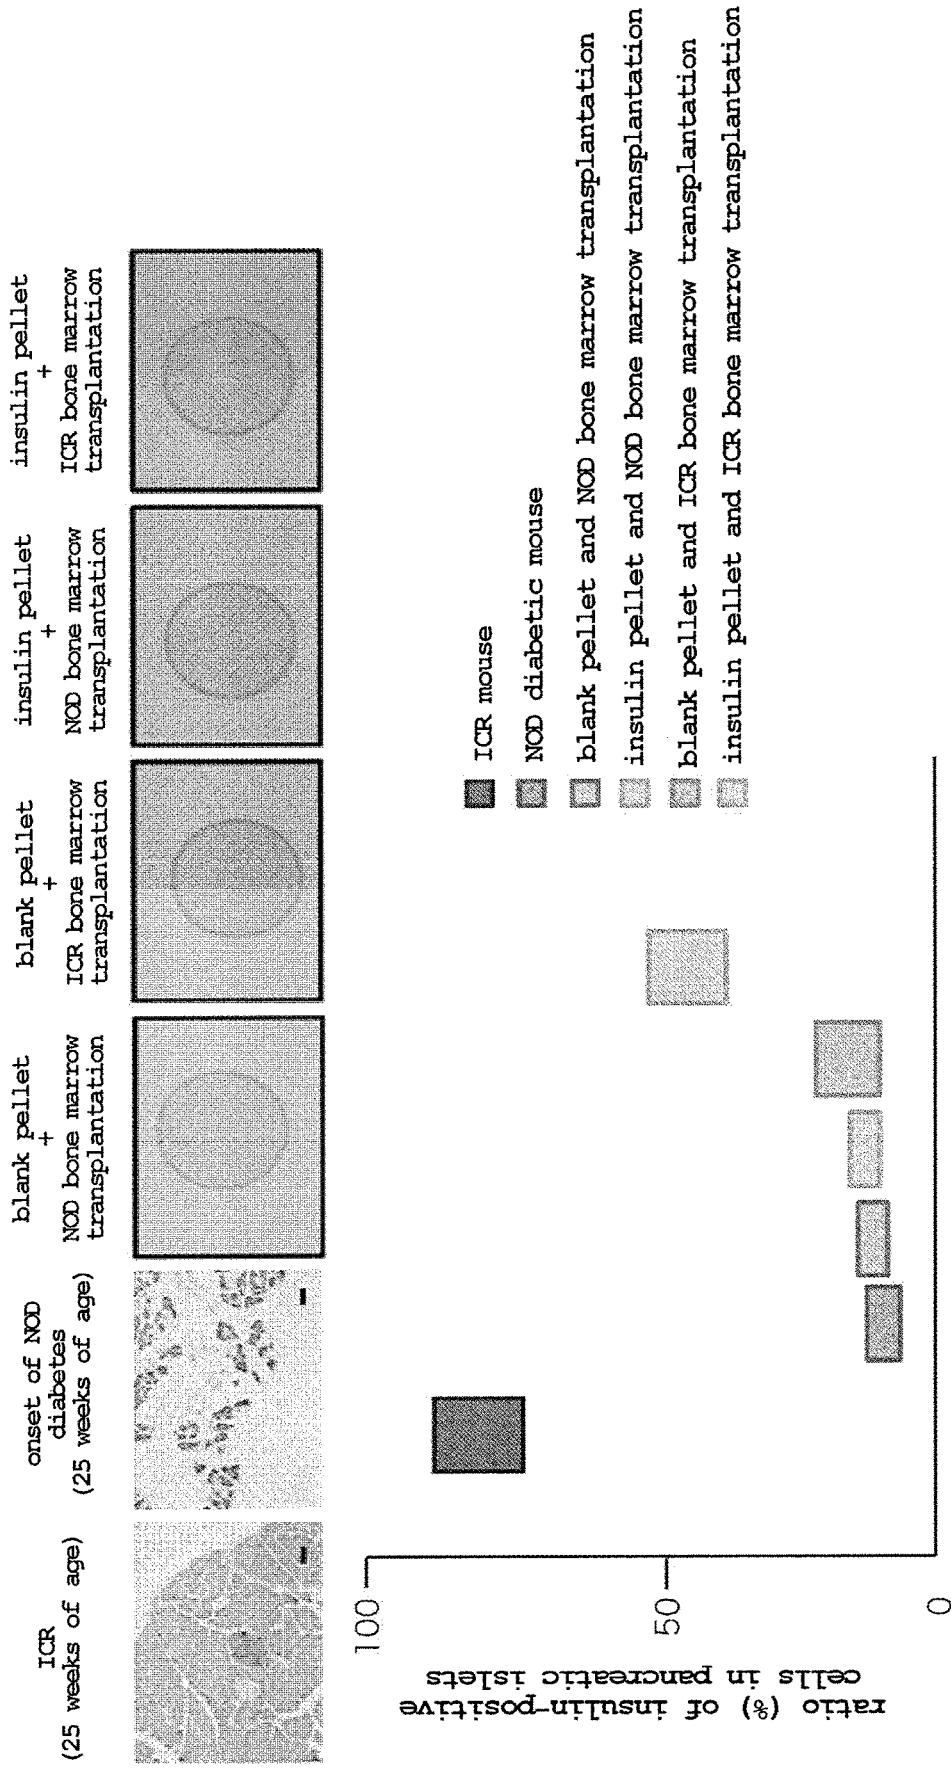 ICR
(25 weeks of age)
onset of NOD
diabetes
(25 weeks of age)
blank pellet
+
NOD bone marrow
transplantation
blank pellet
+
ICR bone marrow
transplantation
insulin pellet
+
NOD bone marrow
transplantation
insulin pellet
+
ICR bone marrow
transplantation
ratio (%) of insulin-positive
cells in pancreatic islets
100
50
0
ICR mouse
NOD diabetic mouse
blank pellet and NOD bone marrow transplantation
insulin pellet and NOD bone marrow transplantation
blank pellet and ICR bone marrow transplantation
insulin pellet and ICR bone marrow transplantation